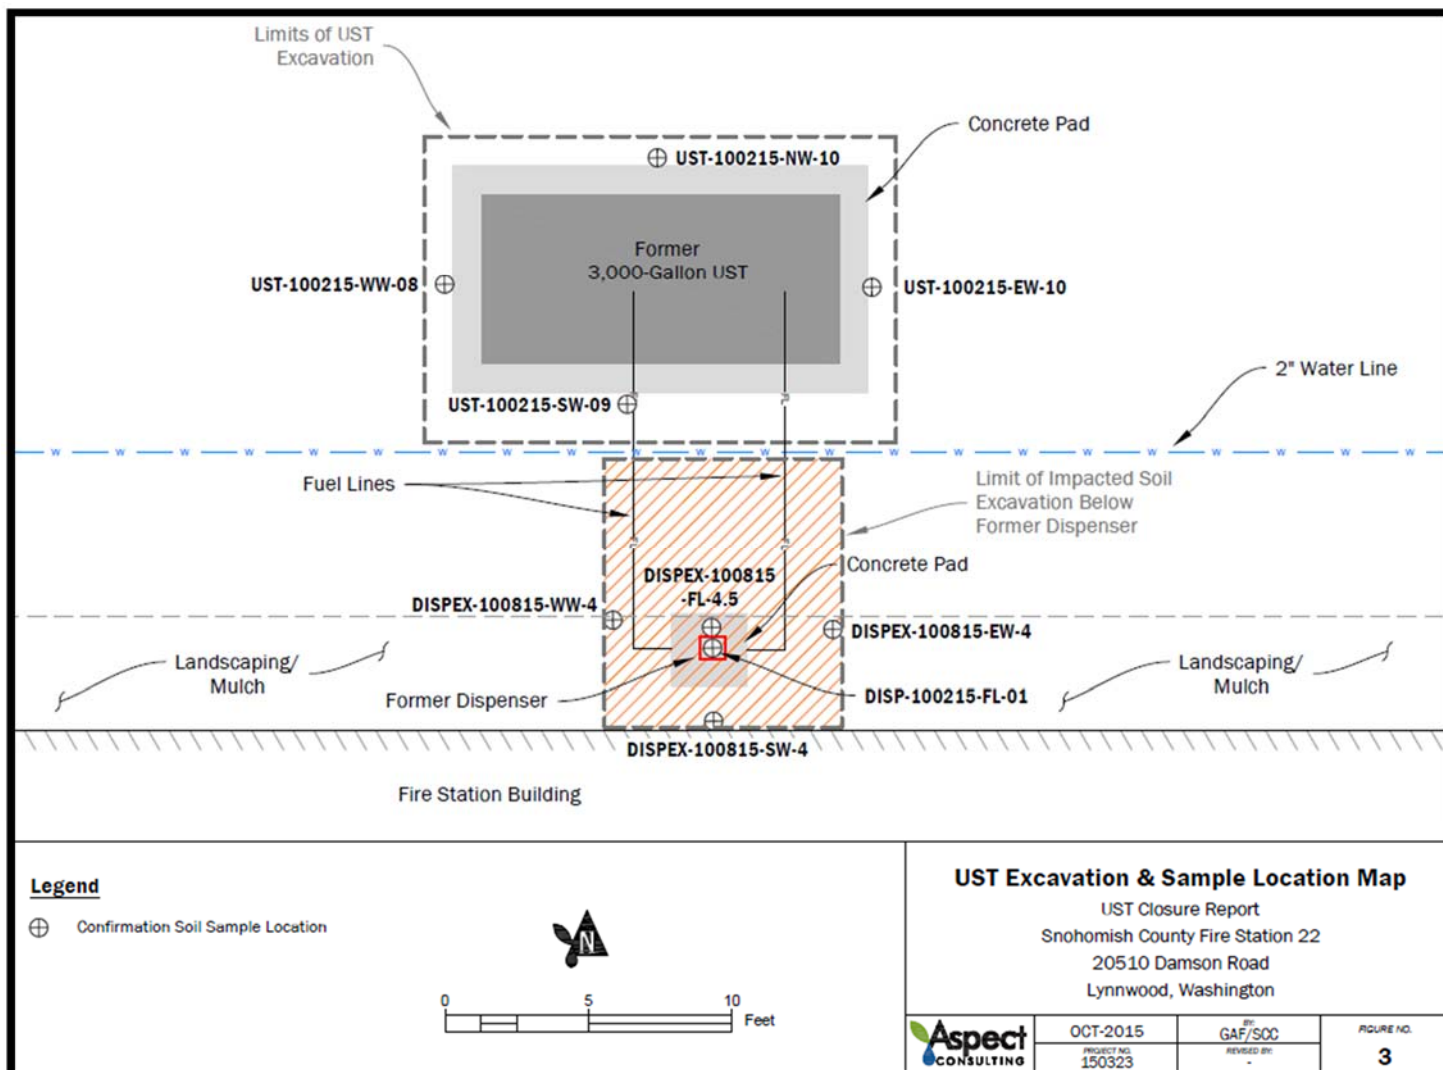 Limits of UST
Excavation
Concrete Pad
UST-100215-NW-10
Former
3,000-Gallon UST
UST-100215-WW-08
UST-100215-EW-10
2" Water Line
UST-100215-SW-09
FL
FL
W W W W W W W W W W W W W W W W W W W W W W
Fuel Lines
Limit of Impacted Soil
Excavation Below
Former Dispenser
FL
FL
Concrete Pad
DISPEX-100815
-FL-4.5
DISPEX-100815-WW-4
DISPEX-100815-EW-4
Landscaping/
Mulch
Landscaping/
Mulch
Former Dispenser
DISP-100215-FL-01
DISPEX-100815-SW-4
Fire Station Building
Legend
Confirmation Soil Sample Location
N
0 5 10
Feet
UST Excavation & Sample Location Map
UST Closure Report
Snohomish County Fire Station 22
20510 Damson Road
Lynnwood, Washington
Aspect
CONSULTING
OCT-2015
PROJECT NO.
150323
BY:
GAF/SCC
REVISED BY:
-
FIGURE NO.
3